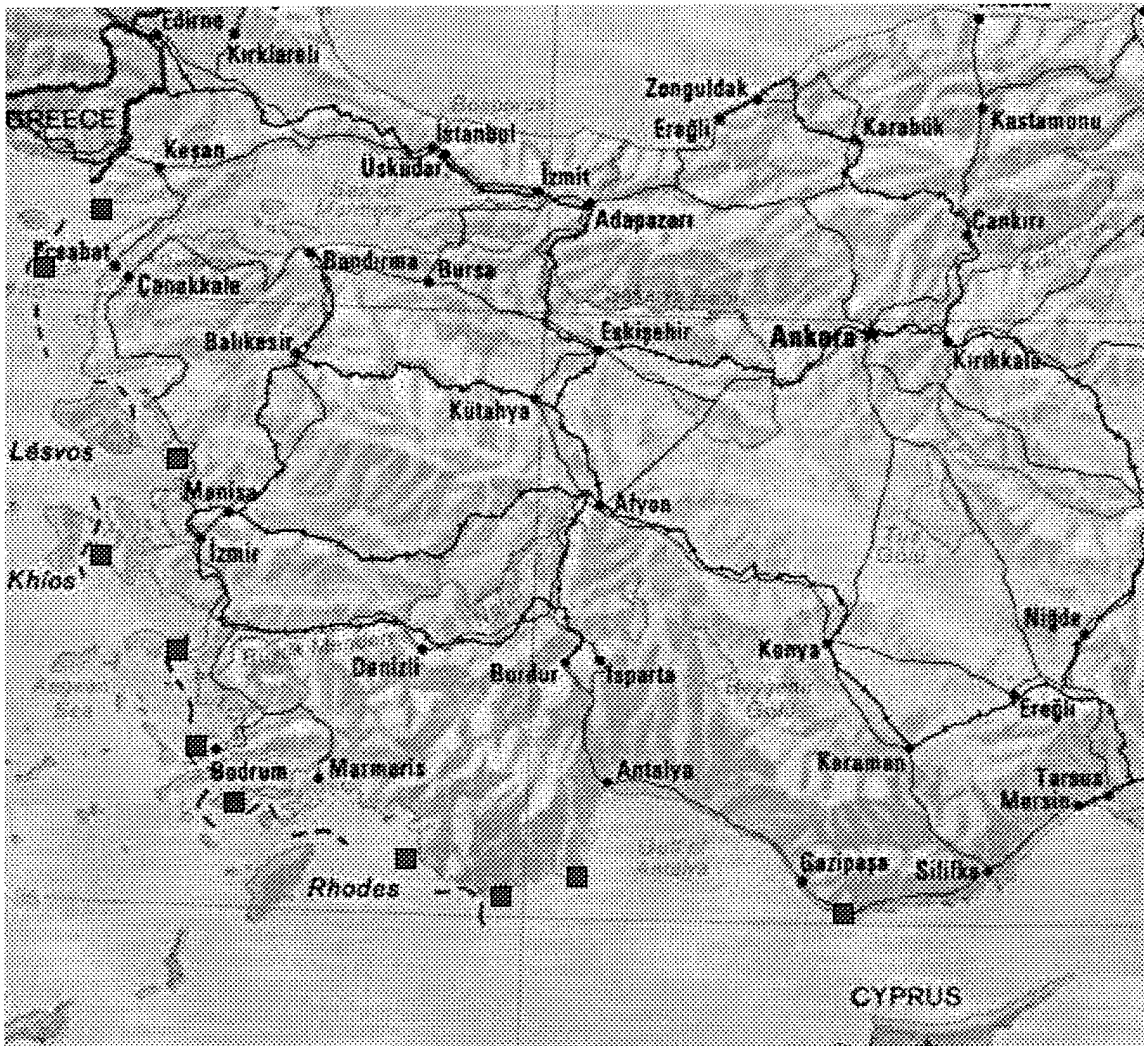 Edirne
Kırklareli
Zonguldak
GREECE
Ereğli
Karabük
Kastamonu
İstanbul
Keşan
Üsküdar
İzmit
Adapazarı
Çankırı
Eceabat
Bandırma
Bursa
Çanakkale
Eskişehir
Ankara
Balıkesir
Kırıkkale
Kütahya
Lésvos
Manisa
Afyon
İzmir
Khíos
Niğde
Konya
Denizli
Burdur
Isparta
Ereğli
Bodrum
Marmaris
Karaman
Antalya
Tarsus
Mersin
Gazipaşa
Silifke
Rhodes
CYPRUS